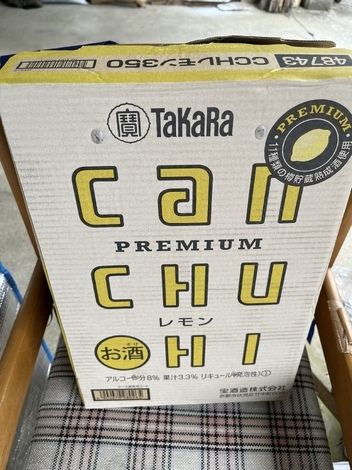 CCHレモン350 48743
寶 TaKaRa
・PREMIUM・
11種類の樽貯蔵熟成酒使用
can
PREMIUM
CHU
レモン
お酒 HI
アルコール分8% 果汁3.3% リキュール(発泡性)①
宝酒造株式会社